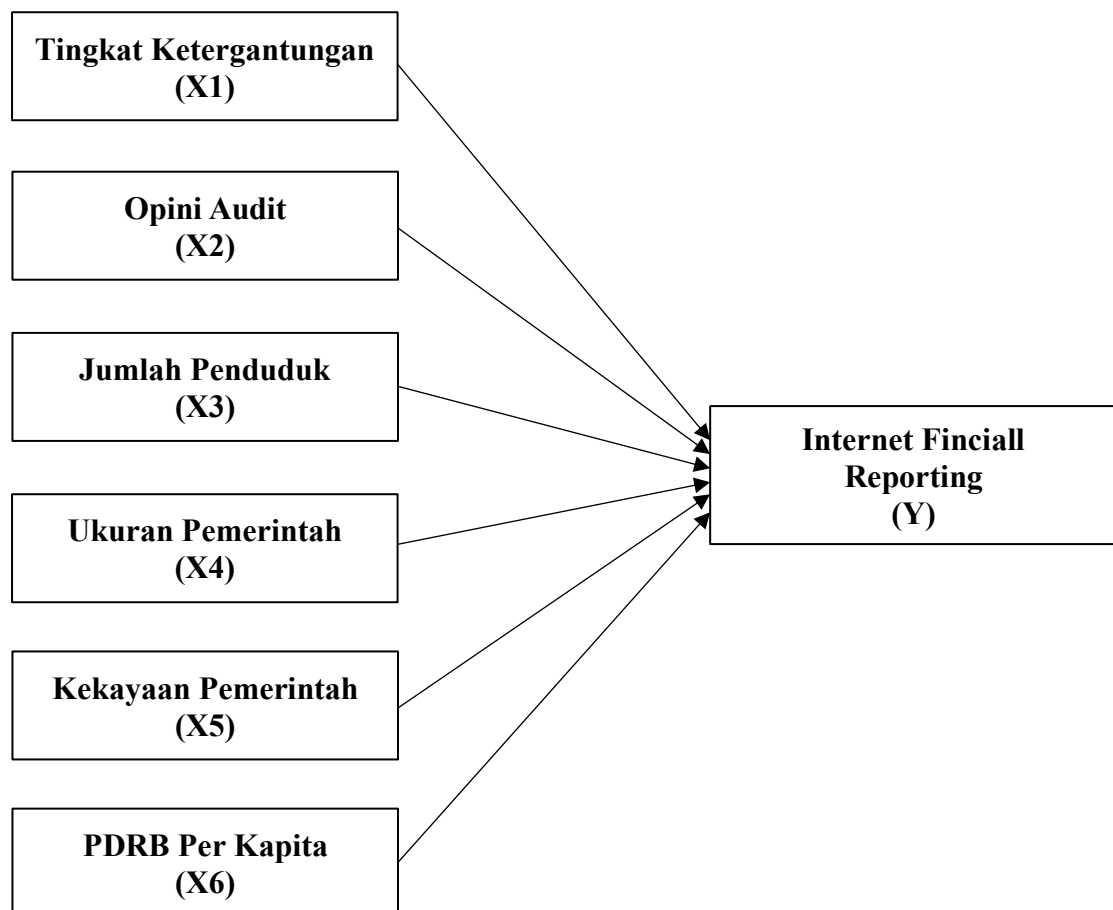 Tingkat Ketergantungan
(X1)
Opini Audit
(X2)
Jumlah Penduduk
(X3)
Ukuran Pemerintah
(X4)
Kekayaan Pemerintah
(X5)
PDRB Per Kapita
(X6)
Internet Finciall
Reporting
(Y)